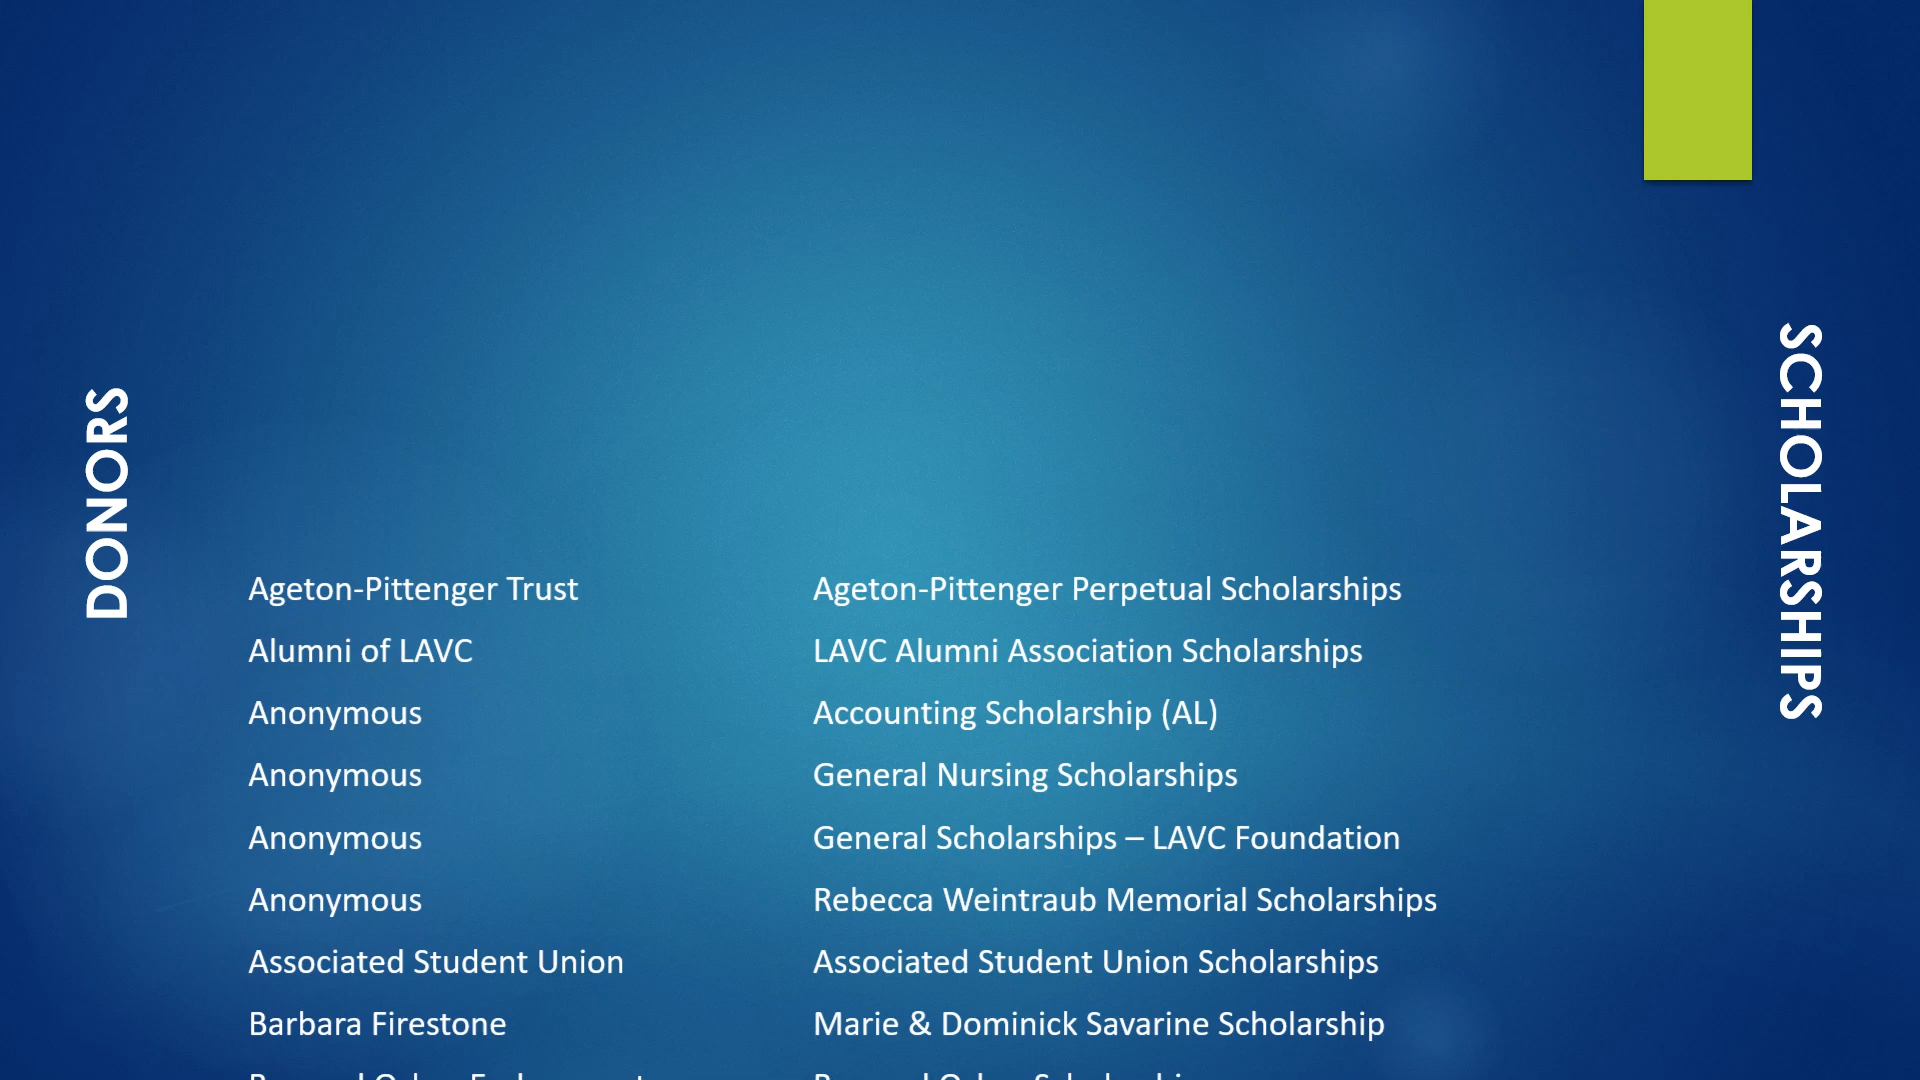 DONORS
SCHOLARSHIPS
Ageton-Pittenger Trust Ageton-Pittenger Perpetual Scholarships
Alumni of LAVC LAVC Alumni Association Scholarships
Anonymous Accounting Scholarship (AL)
Anonymous General Nursing Scholarships
Anonymous General Scholarships – LAVC Foundation
Anonymous Rebecca Weintraub Memorial Scholarships
Associated Student Union Associated Student Union Scholarships
Barbara Firestone Marie & Dominick Savarine Scholarship